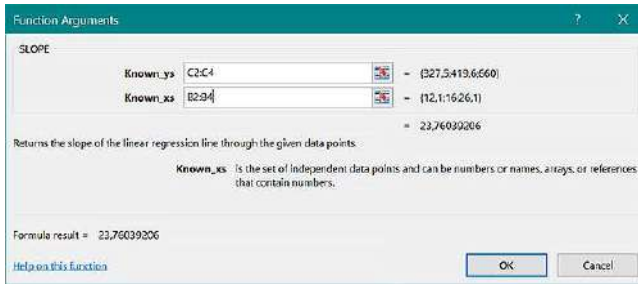 Function Arguments ? ×
SLOPE
Known_ys C2:C4 = {327,5;419,6;660}
Known_xs B2:B4 = {12,1;16;26,1}
= 23,76039206
Returns the slope of the linear regression line through the given data points.
Known_xs is the set of independent data points and can be numbers or names, arrays, or references
that contain numbers.
Formula result = 23,76039206
Help on this function OK Cancel